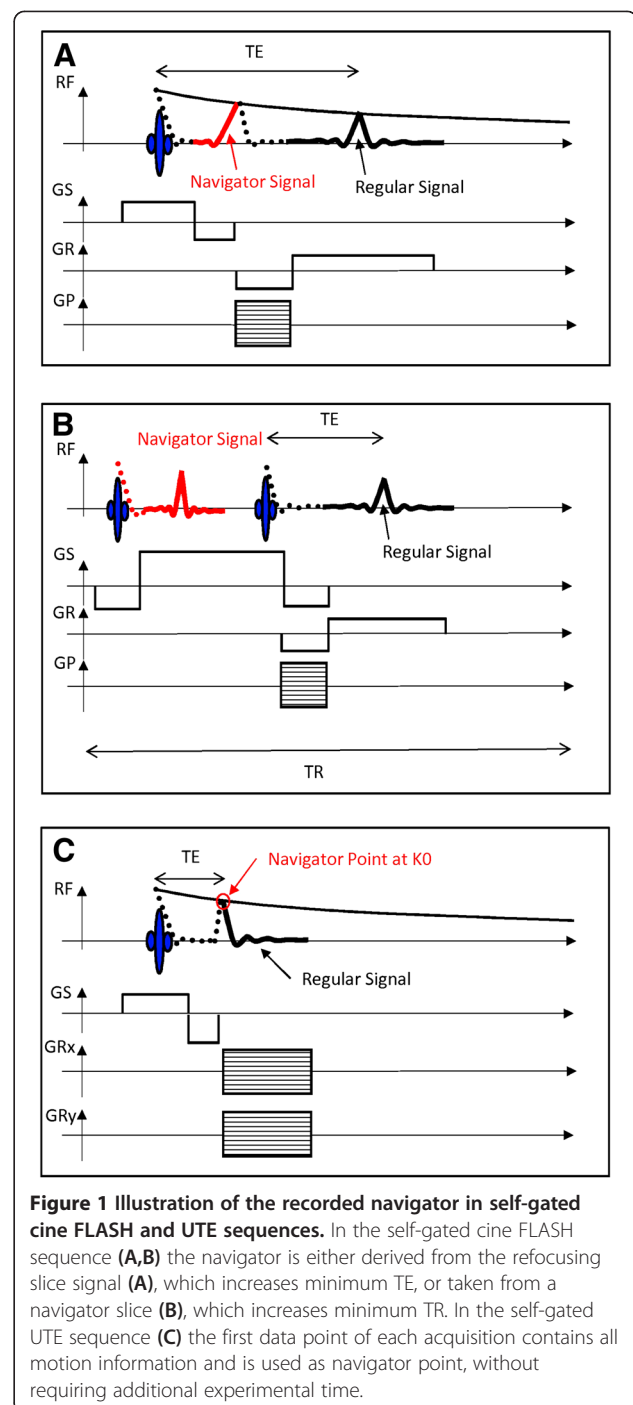 A
TE
RF
Navigator Signal
Regular Signal
GS
GR
GP
B
TE
Navigator Signal
RF
Regular Signal
GS
GR
GP
TR
C
TE
Navigator Point at K0
RF
Regular Signal
GS
GRx
GRy
Figure 1 Illustration of the recorded navigator in self-gated
cine FLASH and UTE sequences. In the self-gated cine FLASH
sequence (A,B) the navigator is either derived from the refocusing
slice signal (A), which increases minimum TE, or taken from a
navigator slice (B), which increases minimum TR. In the self-gated
UTE sequence (C) the first data point of each acquisition contains all
motion information and is used as navigator point, without
requiring additional experimental time.